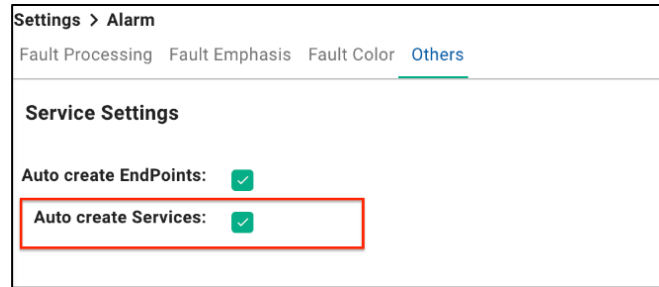 Settings > Alarm
Fault Processing Fault Emphasis Fault Color Others
Service Settings
Auto create EndPoints:
Auto create Services: